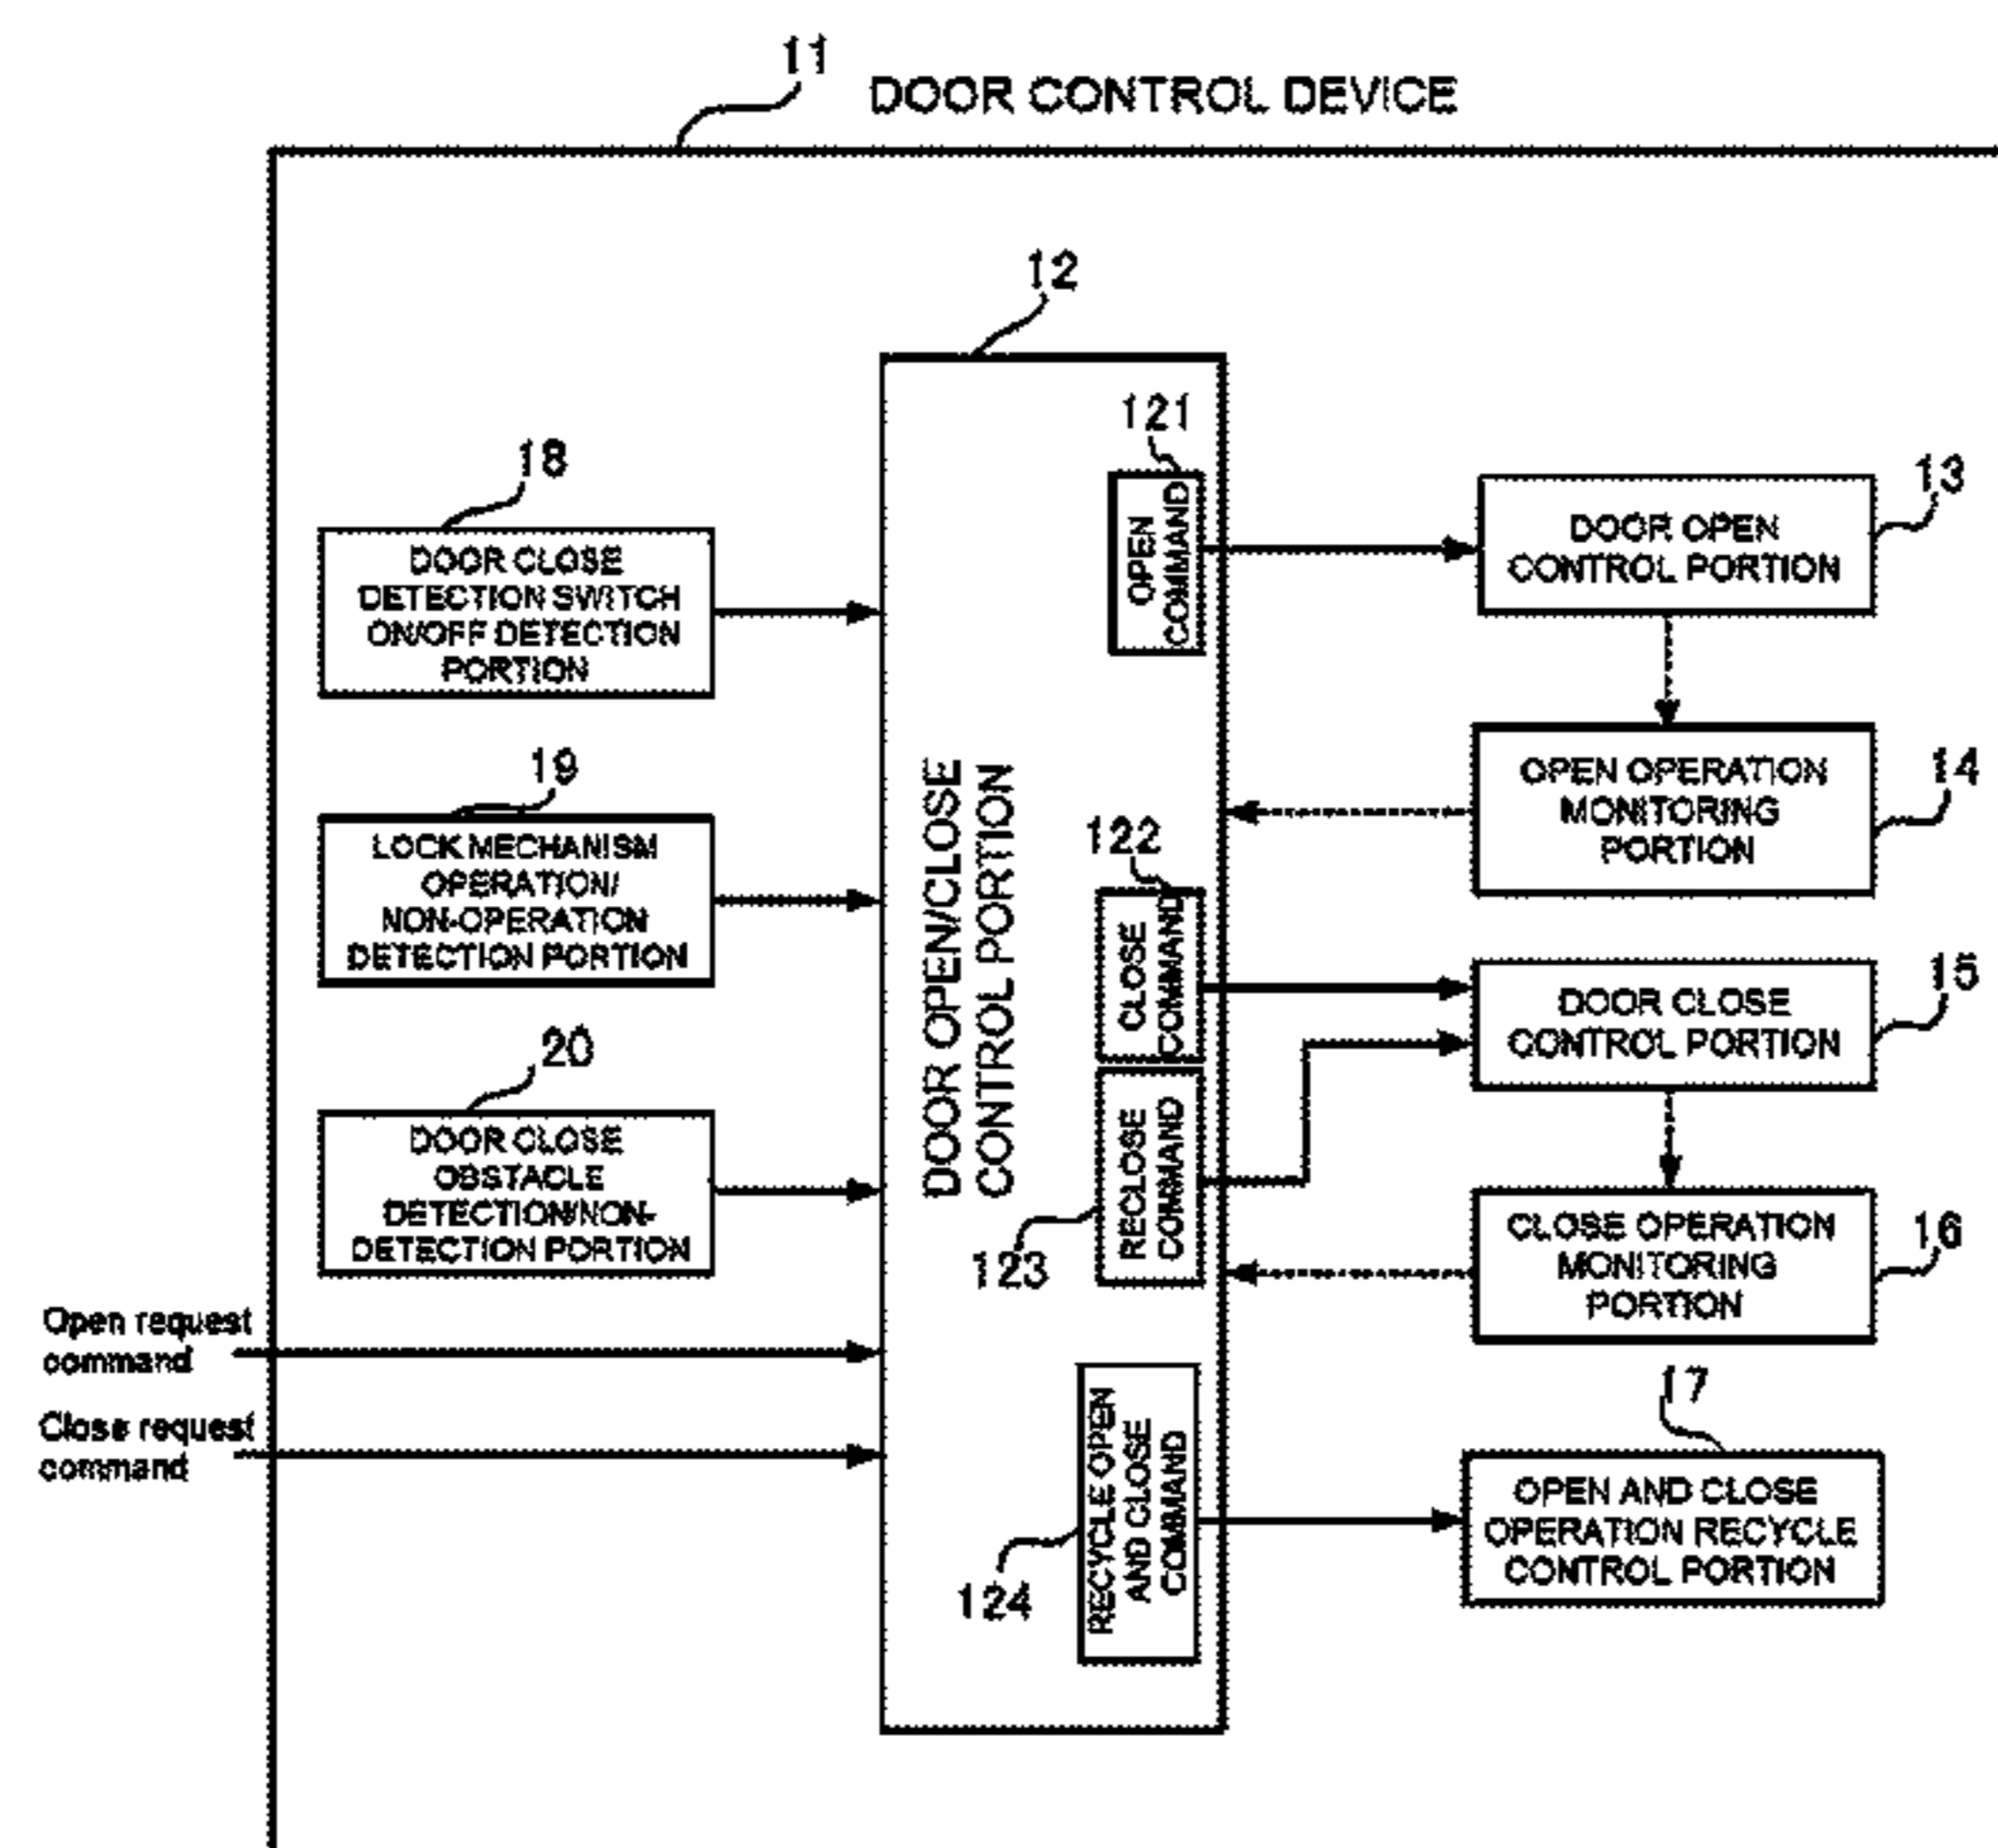 11
DOOR CONTROL DEVICE
12
121
OPEN
COMMAND
18
DOOR CLOSE
DETECTION SWITCH
ON/OFF DETECTION
PORTION
13
DOOR OPEN
CONTROL PORTION
19
LOCK MECHANISM
OPERATION/
NON-OPERATION
DETECTION PORTION
DOOR OPEN/CLOSE
CONTROL PORTION
14
OPEN OPERATION
MONITORING
PORTION
122
CLOSE
COMMAND
15
DOOR CLOSE
CONTROL PORTION
20
DOOR CLOSE
OBSTACLE
DETECTION/NON-
DETECTION PORTION
123
RECLOSE
COMMAND
16
CLOSE OPERATION
MONITORING
PORTION
Open request
command
Close request
command
124
RECYCLE OPEN
AND CLOSE
COMMAND
17
OPEN AND CLOSE
OPERATION RECYCLE
CONTROL PORTION